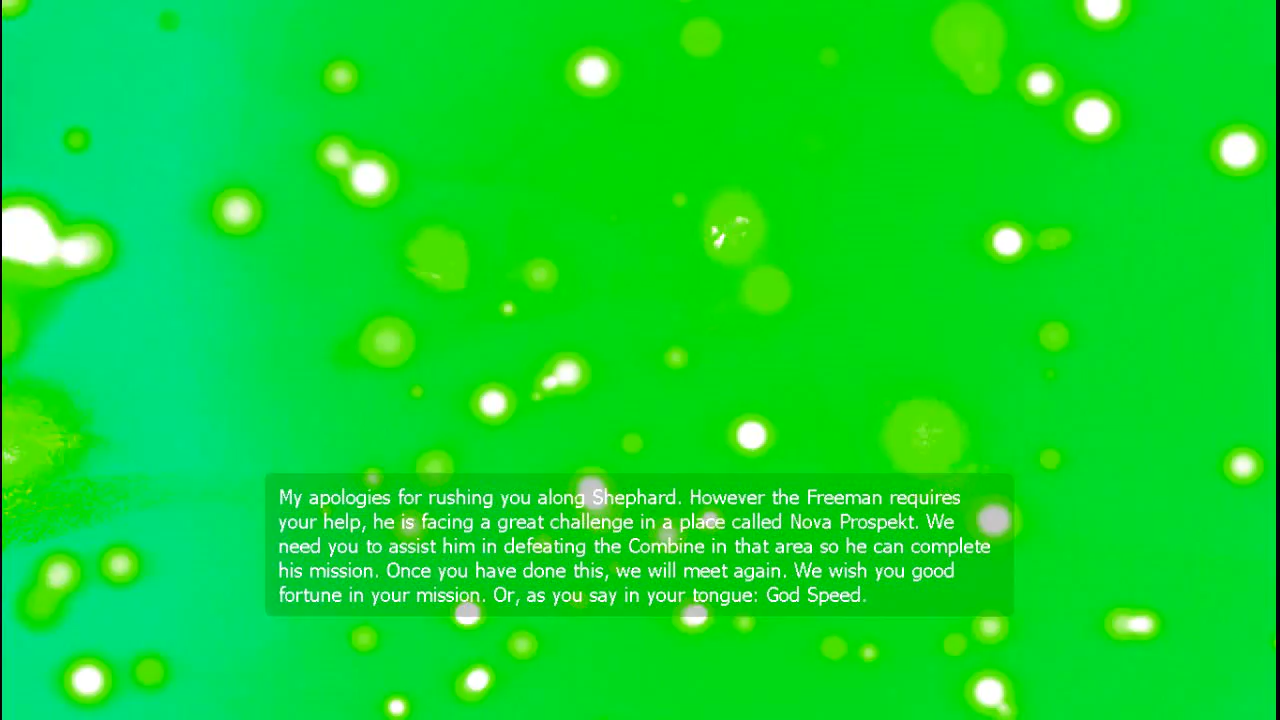 My apologies for rushing you along Shephard. However the Freeman requires
your help, he is facing a great challenge in a place called Nova Prospekt. We
need you to assist him in defeating the Combine in that area so he can complete
his mission. Once you have done this, we will meet again. We wish you good
fortune in your mission. Or, as you say in your tongue: God Speed.